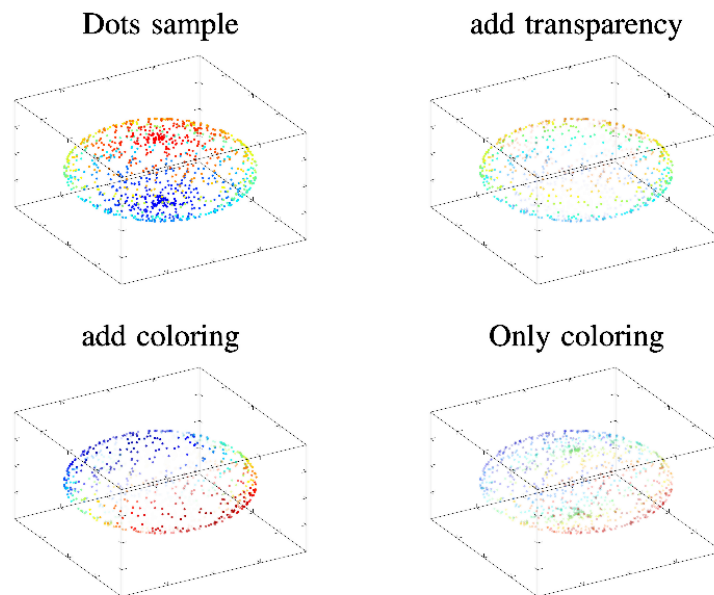 Dots sample
add transparency
add coloring
Only coloring